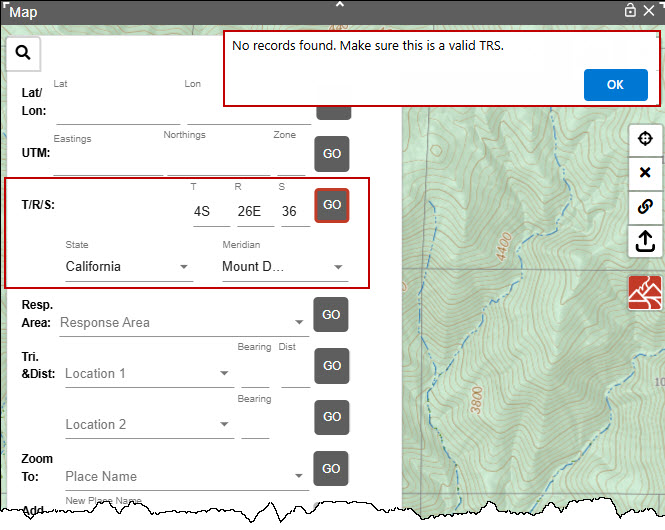 Map
No records found. Make sure this is a valid TRS.
OK
Lat Lon
Lat/
Lon:
Eastings Northings Zone
UTM: GO
T R S
T/R/S: 4S 26E 36 GO
State Meridian
California Mount D...
Resp.
Area: Response Area GO
Bearing Dist
Tri.
&Dist: Location 1 GO
Bearing
Location 2 GO
Zoom
To: Place Name GO
New Place Name
Add
4400
3800